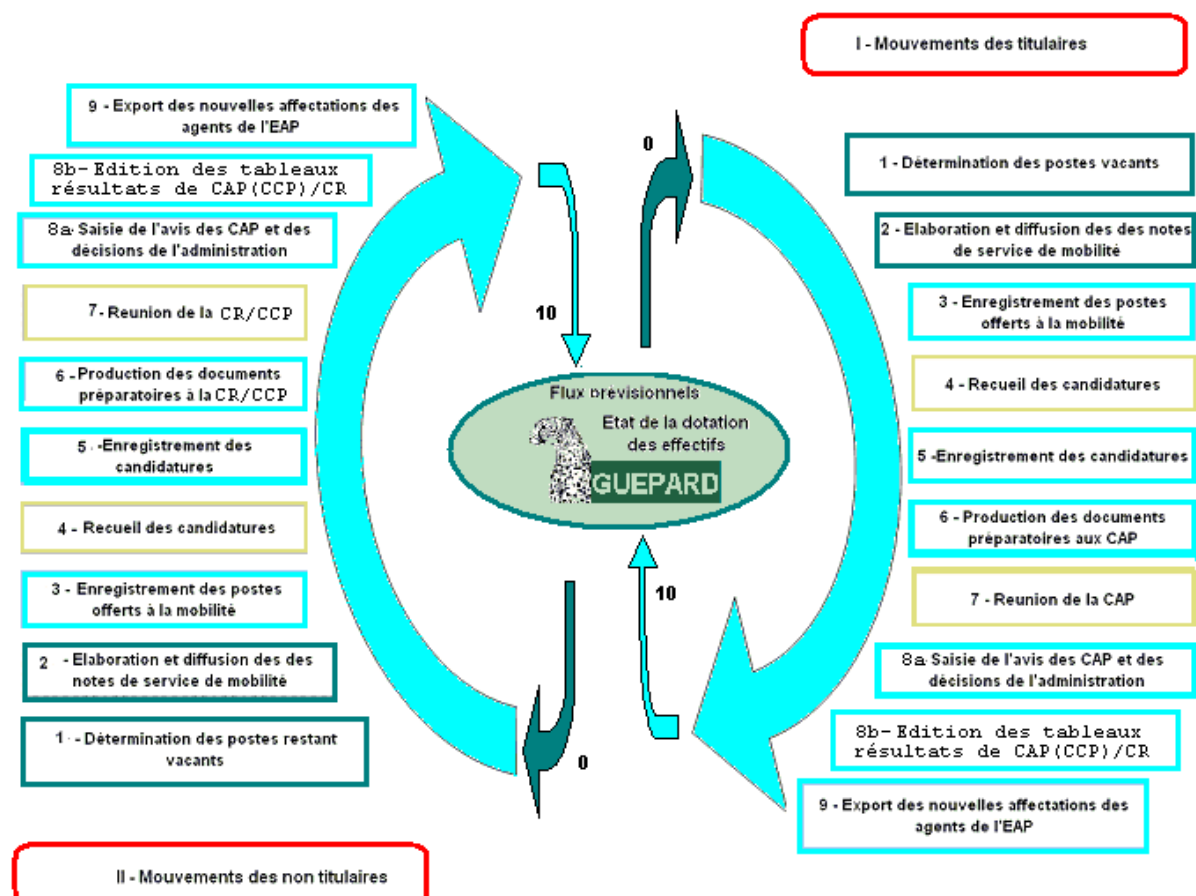 I - Mouvements des titulaires
0
1 - Détermination des postes vacants
2 - Elaboration et diffusion des des notes
de service de mobilité
3 - Enregistrement des postes
offerts à la mobilité
4 - Recueil des candidatures
5 -Enregistrement des candidatures
6 - Production des documents
préparatoires aux CAP
7 - Reunion de la CAP
8a- Saisie de l'avis des CAP et des
décisions de l'administration
8b- Edition des tableaux
résultats de CAP(CCP)/CR
9 - Export des nouvelles affectations des
agents de l'EAP
10
Flux prévisionnels
Etat de la dotation
des effectifs
GUEPARD
9 - Export des nouvelles affectations des
agents de l'EAP
8b- Edition des tableaux
résultats de CAP(CCP)/CR
8a- Saisie de l'avis des CAP et des
décisions de l'administration
7 - Reunion de la CR/CCP
6 - Production des documents
préparatoires à la CR/CCP
5 - -Enregistrement des
candidatures
4 - Recueil des candidatures
3 - Enregistrement des postes
offerts à la mobilité
2 - Elaboration et diffusion des des
notes de service de mobilité
1 - - Détermination des postes restant
vacants
10
0
II - Mouvements des non titulaires